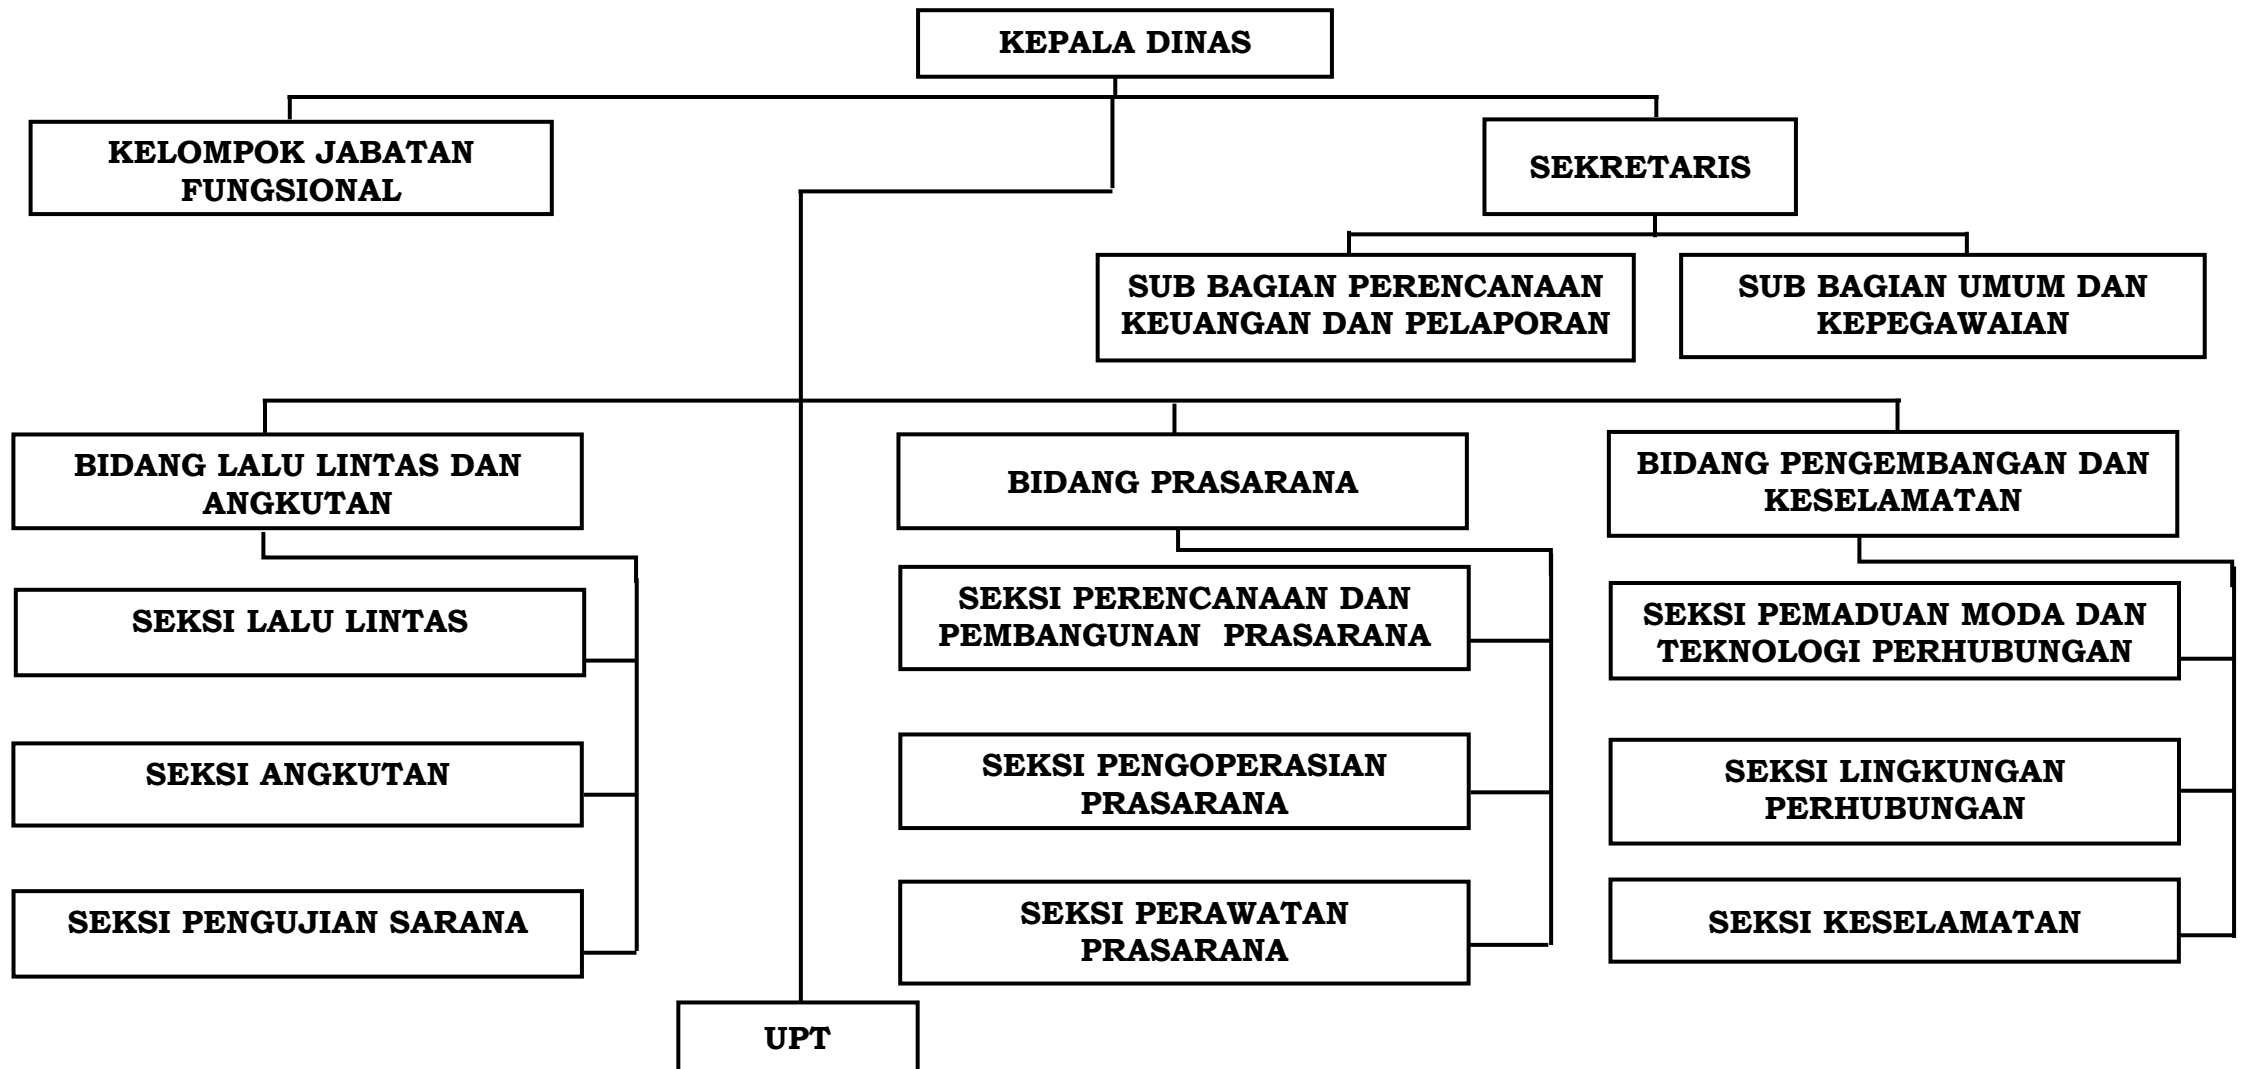 KEPALA DINAS
KELOMPOK JABATAN
FUNGSIONAL
SEKRETARIS
SUB BAGIAN PERENCANAAN
KEUANGAN DAN PELAPORAN
SUB BAGIAN UMUM DAN
KEPEGAWAIAN
BIDANG LALU LINTAS DAN
ANGKUTAN
BIDANG PRASARANA
BIDANG PENGEMBANGAN DAN
KESELAMATAN
SEKSI LALU LINTAS
SEKSI PERENCANAAN DAN
PEMBANGUNAN  PRASARANA
SEKSI PEMADUAN MODA DAN
TEKNOLOGI PERHUBUNGAN
SEKSI ANGKUTAN
SEKSI PENGOPERASIAN
PRASARANA
SEKSI LINGKUNGAN
PERHUBUNGAN
SEKSI PENGUJIAN SARANA
SEKSI PERAWATAN
PRASARANA
SEKSI KESELAMATAN
UPT